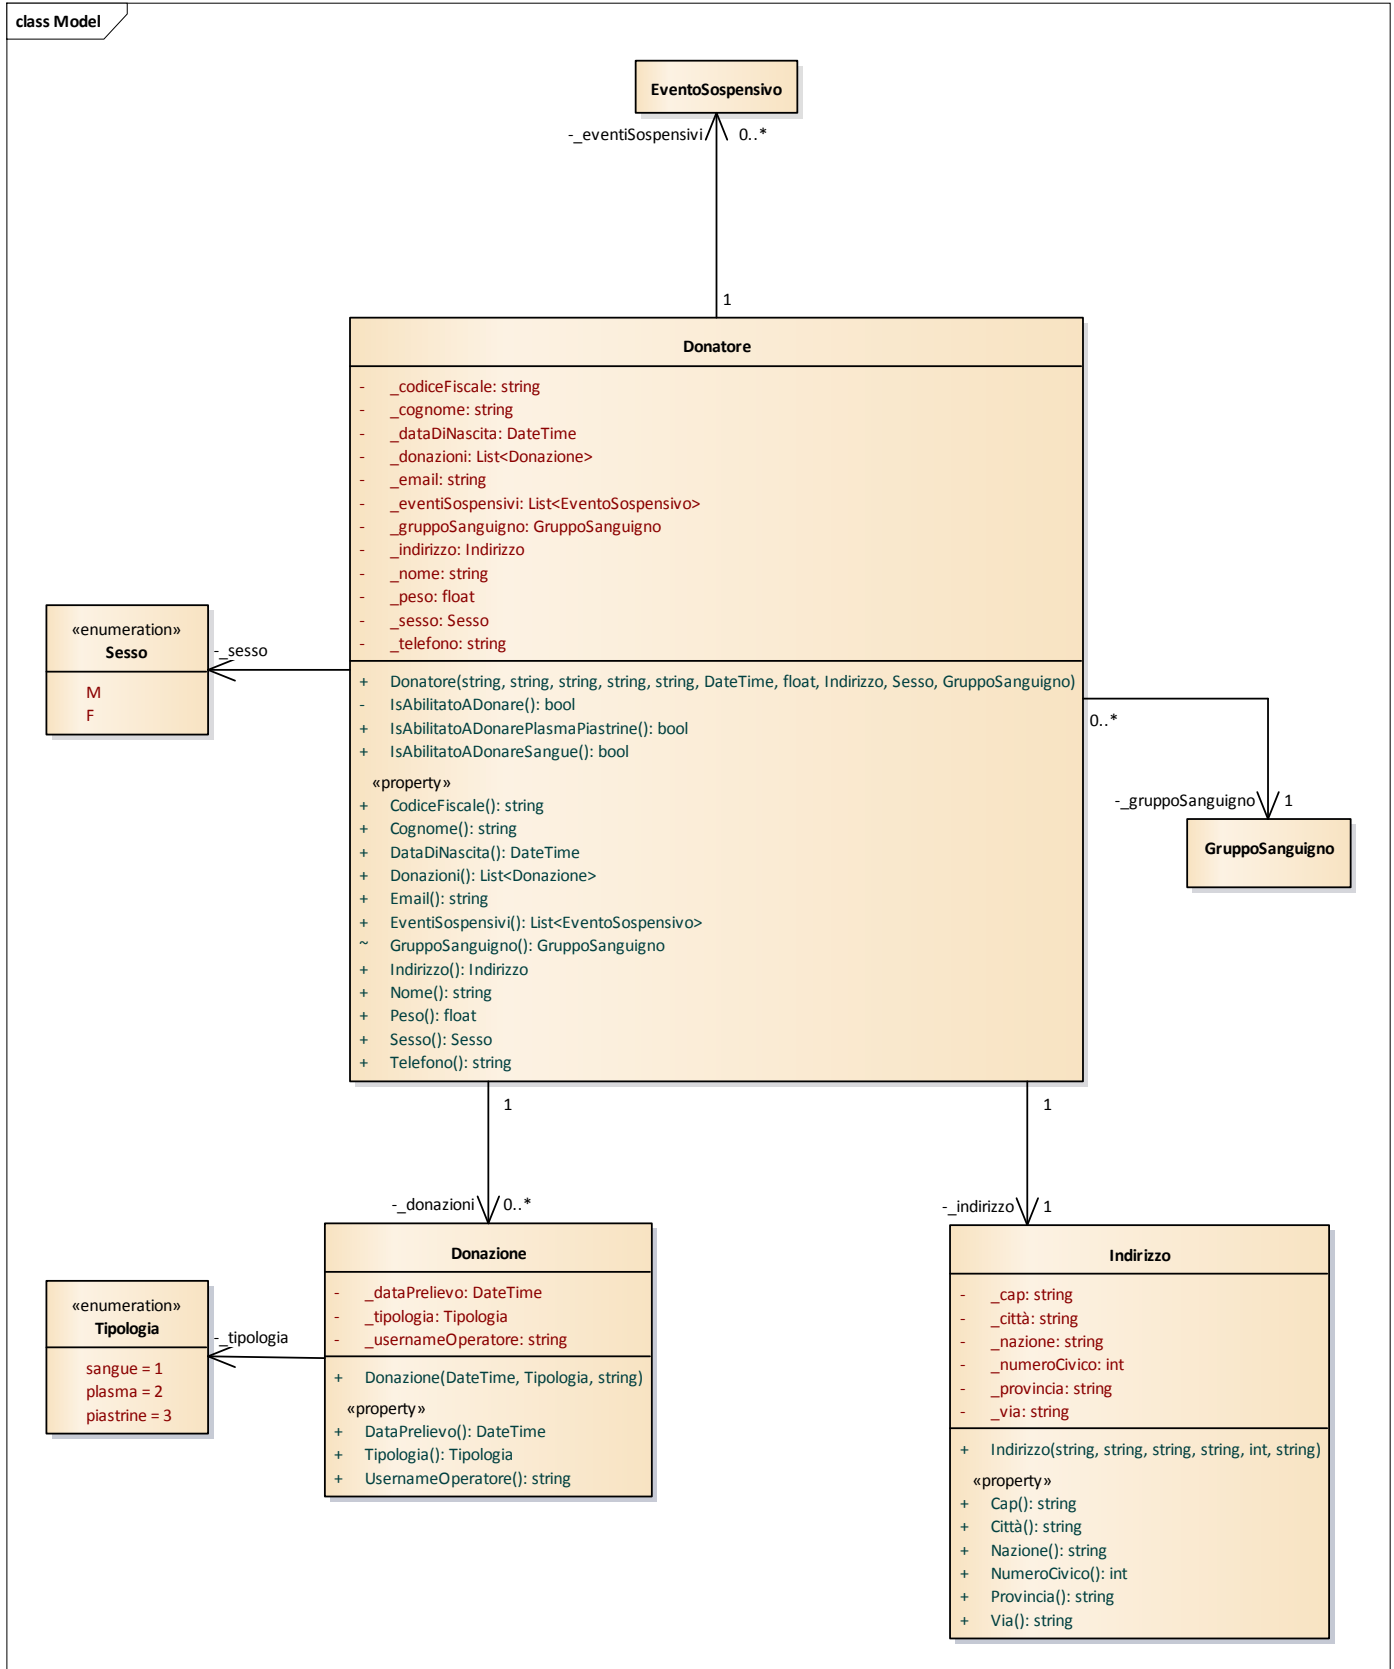 class Model
EventoSospensivo
-_eventiSospensivi
0..*
1
Donatore
- _codiceFiscale: string
- _cognome: string
- _dataDiNascita: DateTime
- _donazioni: List<Donazione>
- _email: string
- _eventiSospensivi: List<EventoSospensivo>
- _gruppoSanguigno: GruppoSanguigno
- _indirizzo: Indirizzo
- _nome: string
- _peso: float
- _sesso: Sesso
- _telefono: string
+ Donatore(string, string, string, string, string, DateTime, float, Indirizzo, Sesso, GruppoSanguigno)
- IsAbilitatoADonare(): bool
+ IsAbilitatoADonarePlasmaPiastrine(): bool
+ IsAbilitatoADonareSangue(): bool
«property»
+ CodiceFiscale(): string
+ Cognome(): string
+ DataDiNascita(): DateTime
+ Donazioni(): List<Donazione>
+ Email(): string
+ EventiSospensivi(): List<EventoSospensivo>
~ GruppoSanguigno(): GruppoSanguigno
+ Indirizzo(): Indirizzo
+ Nome(): string
+ Peso(): float
+ Sesso(): Sesso
+ Telefono(): string
«enumeration»
Sesso
M
F
-_sesso
0..*
-_gruppoSanguigno
1
GruppoSanguigno
1
-_donazioni
0..*
1
-_indirizzo
1
Donazione
- _dataPrelievo: DateTime
- _tipologia: Tipologia
- _usernameOperatore: string
+ Donazione(DateTime, Tipologia, string)
«property»
+ DataPrelievo(): DateTime
+ Tipologia(): Tipologia
+ UsernameOperatore(): string
«enumeration»
Tipologia
sangue = 1
plasma = 2
piastrine = 3
-_tipologia
Indirizzo
- _cap: string
- _città: string
- _nazione: string
- _numeroCivico: int
- _provincia: string
- _via: string
+ Indirizzo(string, string, string, string, int, string)
«property»
+ Cap(): string
+ Città(): string
+ Nazione(): string
+ NumeroCivico(): int
+ Provincia(): string
+ Via(): string